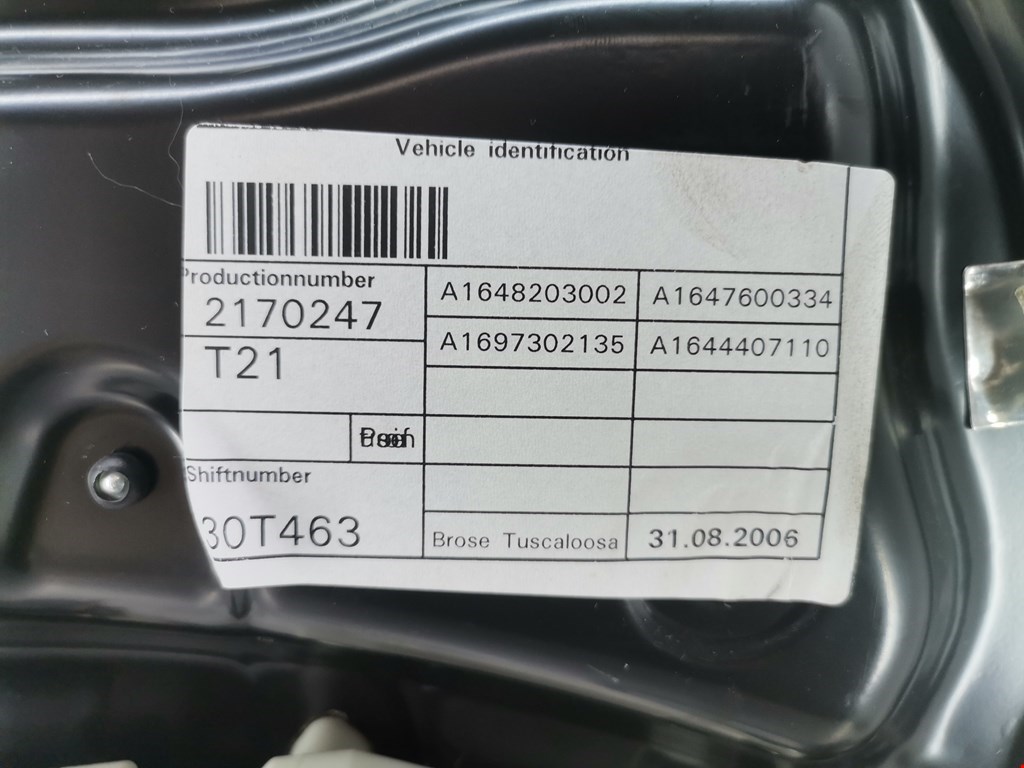 Vehicle identification
Productionnumber
2170247
T21
Shiftnumber
30T463
A1648203002 A1647600334
A1697302135 A1644407110
Brose Tuscaloosa 31.08.2006